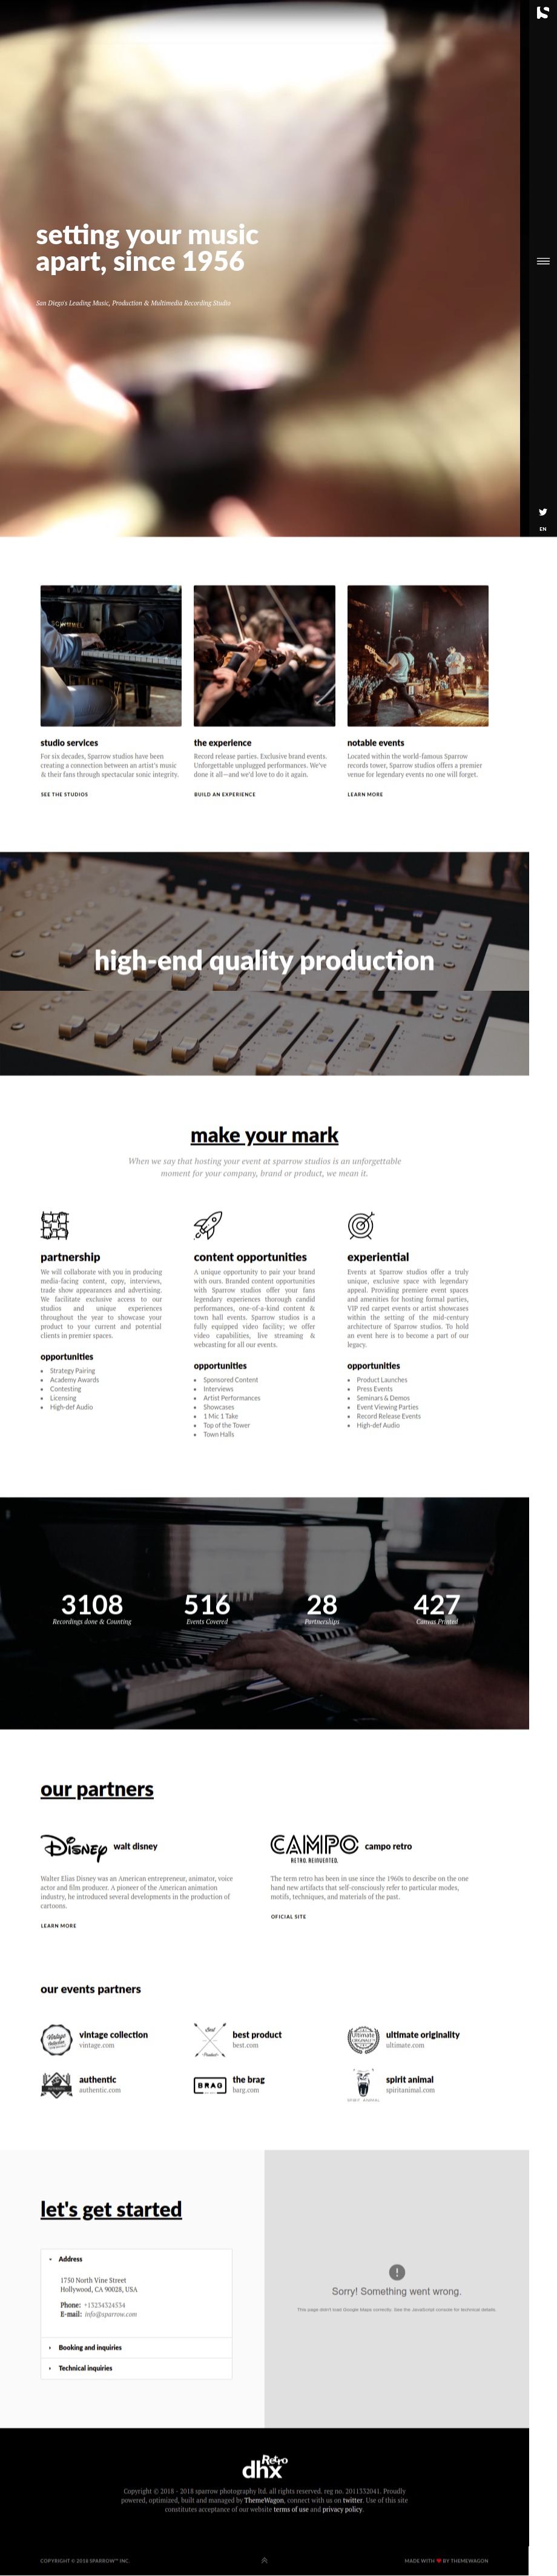 setting your music
apart, since 1956
San Diego's Leading Music, Production & Multimedia Recording Studio
EN
studio services
For six decades, Sparrow studios have been
creating a connection between an artist's music
& their fans through spectacular sonic integrity.
SEE THE STUDIOS
the experience
Record release parties. Exclusive brand events.
Unforgettable unplugged performances. We've
done it all—and we'd love to do it again.
BUILD AN EXPERIENCE
notable events
Located within the world-famous Sparrow
records tower, Sparrow studios offers a premier
venue for legendary events no one will forget.
LEARN MORE
high-end quality production
make your mark
When we say that hosting your event at sparrow studios is an unforgettable
moment for your company, brand or product, we mean it.
partnership
We will collaborate with you in producing
media-facing content, copy, interviews,
trade show appearances and advertising.
We facilitate exclusive access to our
studios and unique experiences
throughout the year to showcase your
product to your current and potential
clients in premier spaces.
opportunities
Strategy Pairing
Academy Awards
Contesting
Licensing
High-def Audio
content opportunities
A unique opportunity to pair your brand
with ours. Branded content opportunities
with Sparrow studios offer your fans
legendary experiences thorough candid
performances, one-of-a-kind content &
town hall events. Sparrow studios is a
fully equipped video facility; we offer
video capabilities, live streaming &
webcasting for all our events.
opportunities
Sponsored Content
Interviews
Artist Performances
Showcases
1 Mic 1 Take
Top of the Tower
Town Halls
experiential
Events at Sparrow studios offer a truly
unique, exclusive space with legendary
appeal. Providing premiere event spaces
and amenities for hosting formal parties,
VIP red carpet events or artist showcases
within the setting of the mid-century
architecture of Sparrow studios. To hold
an event here is to become a part of our
legacy.
opportunities
Product Launches
Press Events
Seminars & Demos
Event Viewing Parties
Record Release Events
High-def Audio
3108
Recordings done & Counting
516
Events Covered
28
Partnerships
427
Canvas Printed
our partners
Disney
walt disney
Walter Elias Disney was an American entrepreneur, animator, voice
actor and film producer. A pioneer of the American animation
industry, he introduced several developments in the production of
cartoons.
LEARN MORE
CAMPO
RETRO. REINVENTED.
campo retro
The term retro has been in use since the 1960s to describe on the one
hand new artifacts that self-consciously refer to particular modes,
motifs, techniques, and materials of the past.
OFICIAL SITE
our events partners
vintage collection
vintage.com
Best
Product
best product
best.com
Ultimate
ultimate originality
ultimate.com
AUTHENTIC
authentic
authentic.com
BRAG
the brag
barg.com
SPIRIT ANIMAL
spirit animal
spiritanimal.com
let's get started
Address
1750 North Vine Street
Hollywood, CA 90028, USA
Phone: +13234324534
E-mail: info@sparrow.com
Booking and inquiries
Technical inquiries
Sorry! Something went wrong.
This page didn't load Google Maps correctly. See the JavaScript console for technical details.
Retro
dhx
Copyright © 2018 - 2018 sparrow photography ltd. all rights reserved. reg no. 2011332041. Proudly
powered, optimized, built and managed by ThemeWagon, connect with us on twitter. Use of this site
constitutes acceptance of our website terms of use and privacy policy.
COPYRIGHT © 2018 SPARROW™ INC.
MADE WITH ❤ BY THEMEWAGON